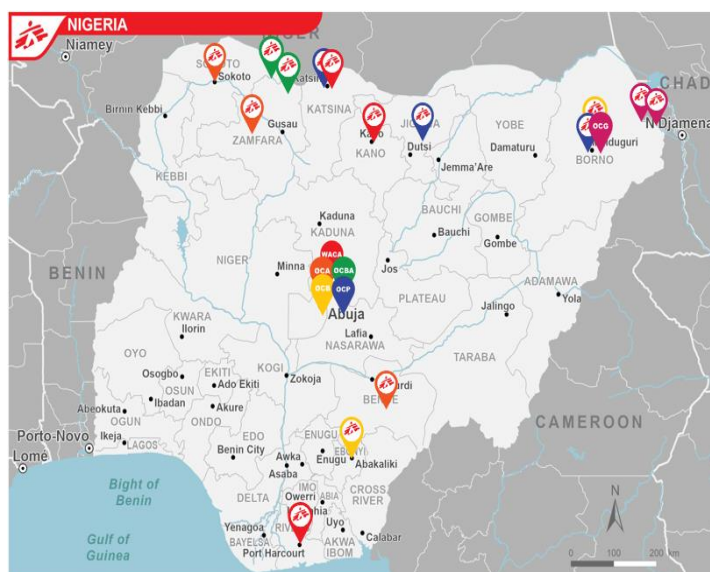 NIGERIA
NIGER
Niamey
SOKOTO
Sokoto
Katsina
CHAD
N'Djamena
Birnin Kebbi
Gusau
KATSINA
ZAMFARA
Kano
KANO
JIGAWA
Dutsi
Jemma'Are
YOBE
Damaturu
OCG
Maiduguri
BORNO
KEBBI
Kaduna
KADUNA
BAUCHI
Bauchi
GOMBE
Gombe
BENIN
NIGER
Minna
WACA
OCA
OCBA
OCB
OCP
Abuja
Jos
PLATEAU
ADAMAWA
Yola
Jalingo
KWARA
Ilorin
Lafia
NASARAWA
TARABA
OYO
Osogbo
OSUN
EKITI
Ado Ekiti
KOGI
Zokoja
BENUE
Abeokuta
OGUN
Ibadan
Akure
ONDO
CAMEROON
Porto-Novo
Lomé
Ikeja
LAGOS
EDO
Benin City
ENUGU
Enugu
EBONYI
Abakaliki
Awka
Asaba
Bight of
Benin
DELTA
IMO
Owerri
ABIA
CROSS
RIVER
Yenagoa
BAYELSA
RIVERS
Port Harcourt
Uyo
AKWA
IBOM
Calabar
Gulf of
Guinea
N
0 100 200 km